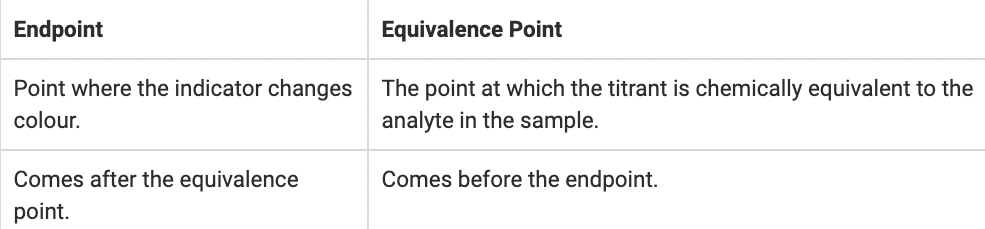 Endpoint
Equivalence Point
Point where the indicator changes
colour.
The point at which the titrant is chemically equivalent to the
analyte in the sample.
Comes after the equivalence
point.
Comes before the endpoint.